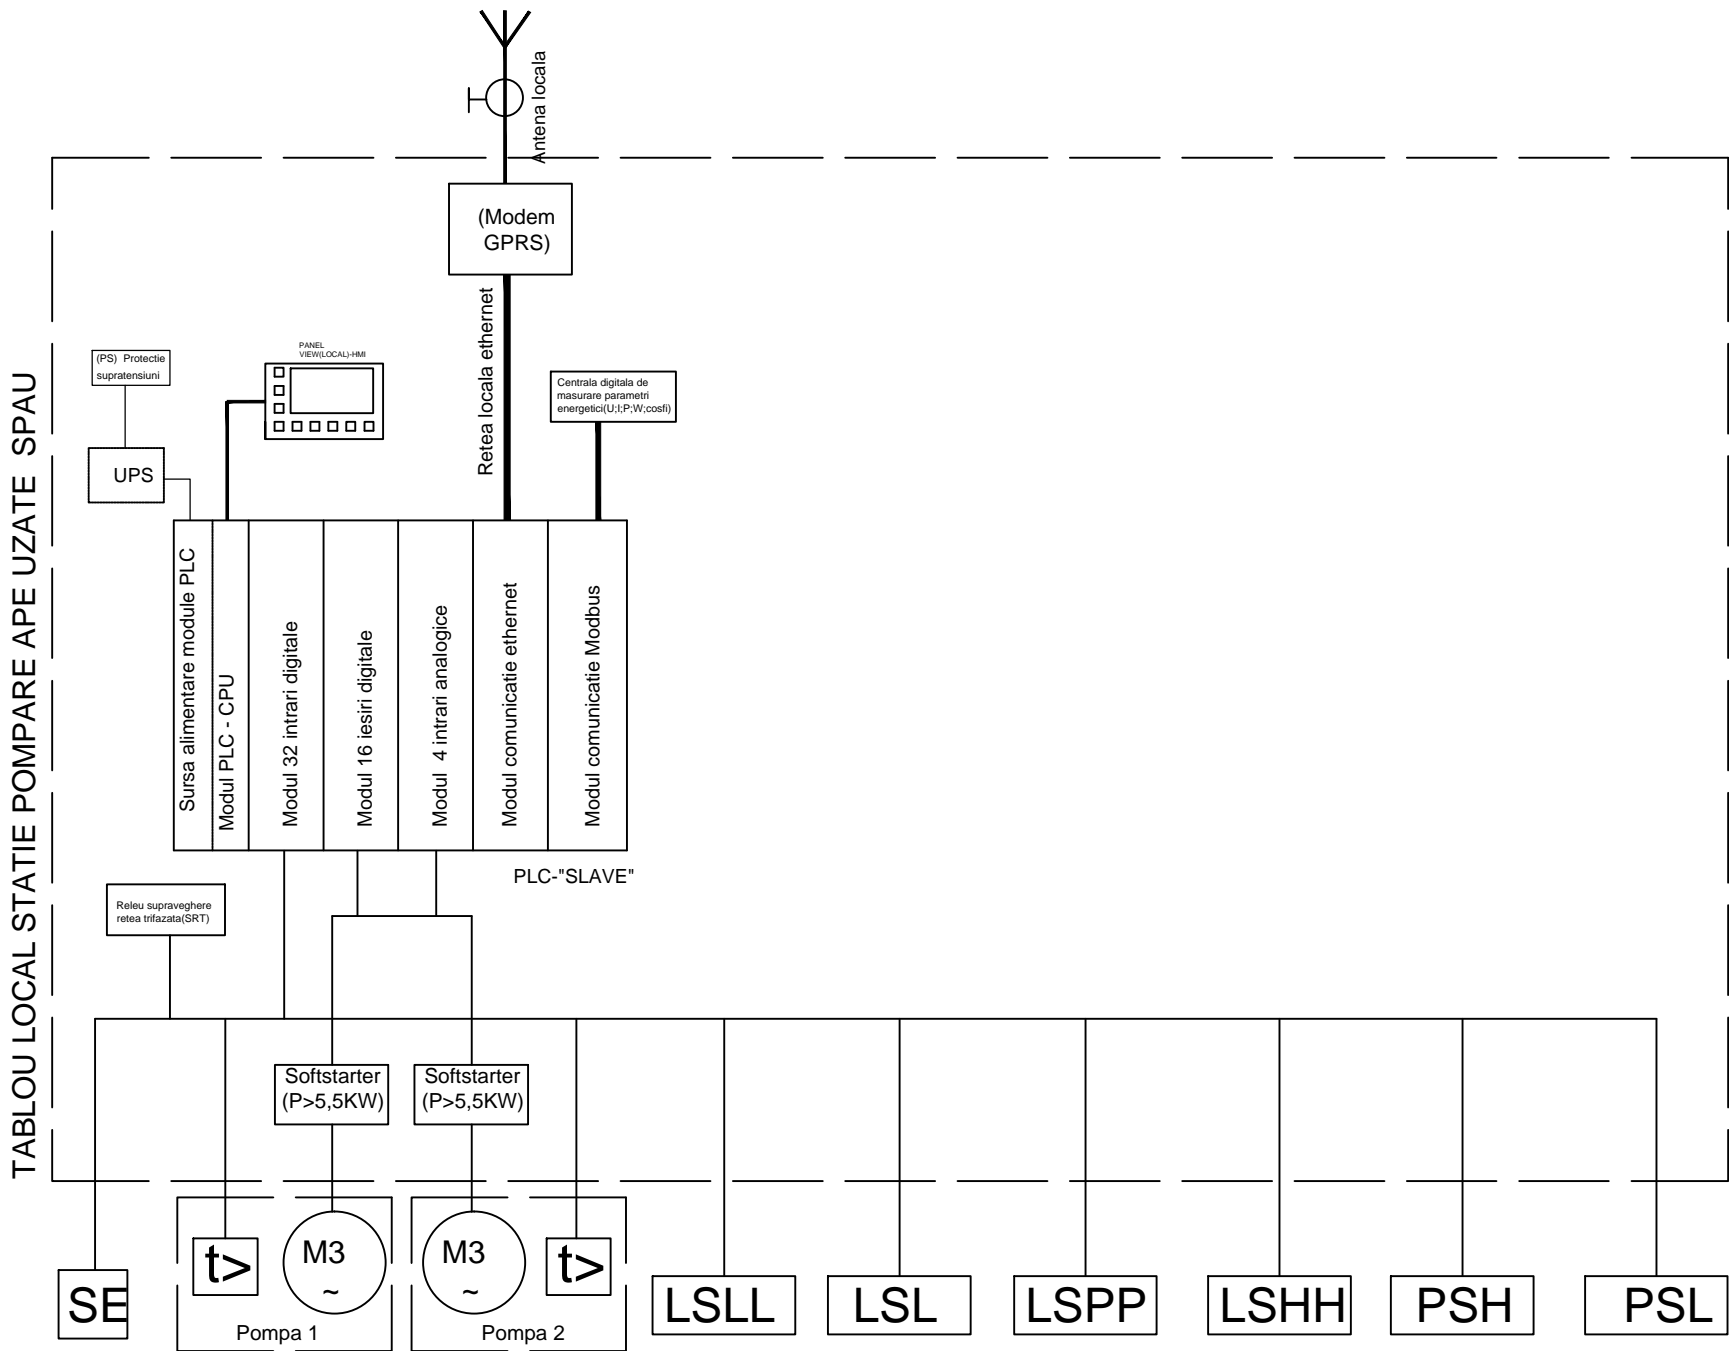 Antena locala
(Modem
GPRS)
Retea locala ethernet
PANEL
VIEW(LOCAL)-HMI
(PS) Protectie
supratensiuni
Centrala digitala de
masurare parametri
energetici(U;I;P;W;cosfi)
UPS
TABLOU LOCAL STATIE POMPARE APE UZATE SPAU
Sursa alimentare module PLC
Modul PLC - CPU
Modul 32 intrari digitale
Modul 16 iesiri digitale
Modul 4 intrari analogice
Modul comunicatie ethernet
Modul comunicatie Modbus
PLC-"SLAVE"
Releu supraveghere
retea trifazata(SRT)
Softstarter
(P>5,5KW)
Softstarter
(P>5,5KW)
SE
t>
M3
~
Pompa 1
M3
~
t>
Pompa 2
LSLL
LSL
LSPP
LSHH
PSH
PSL